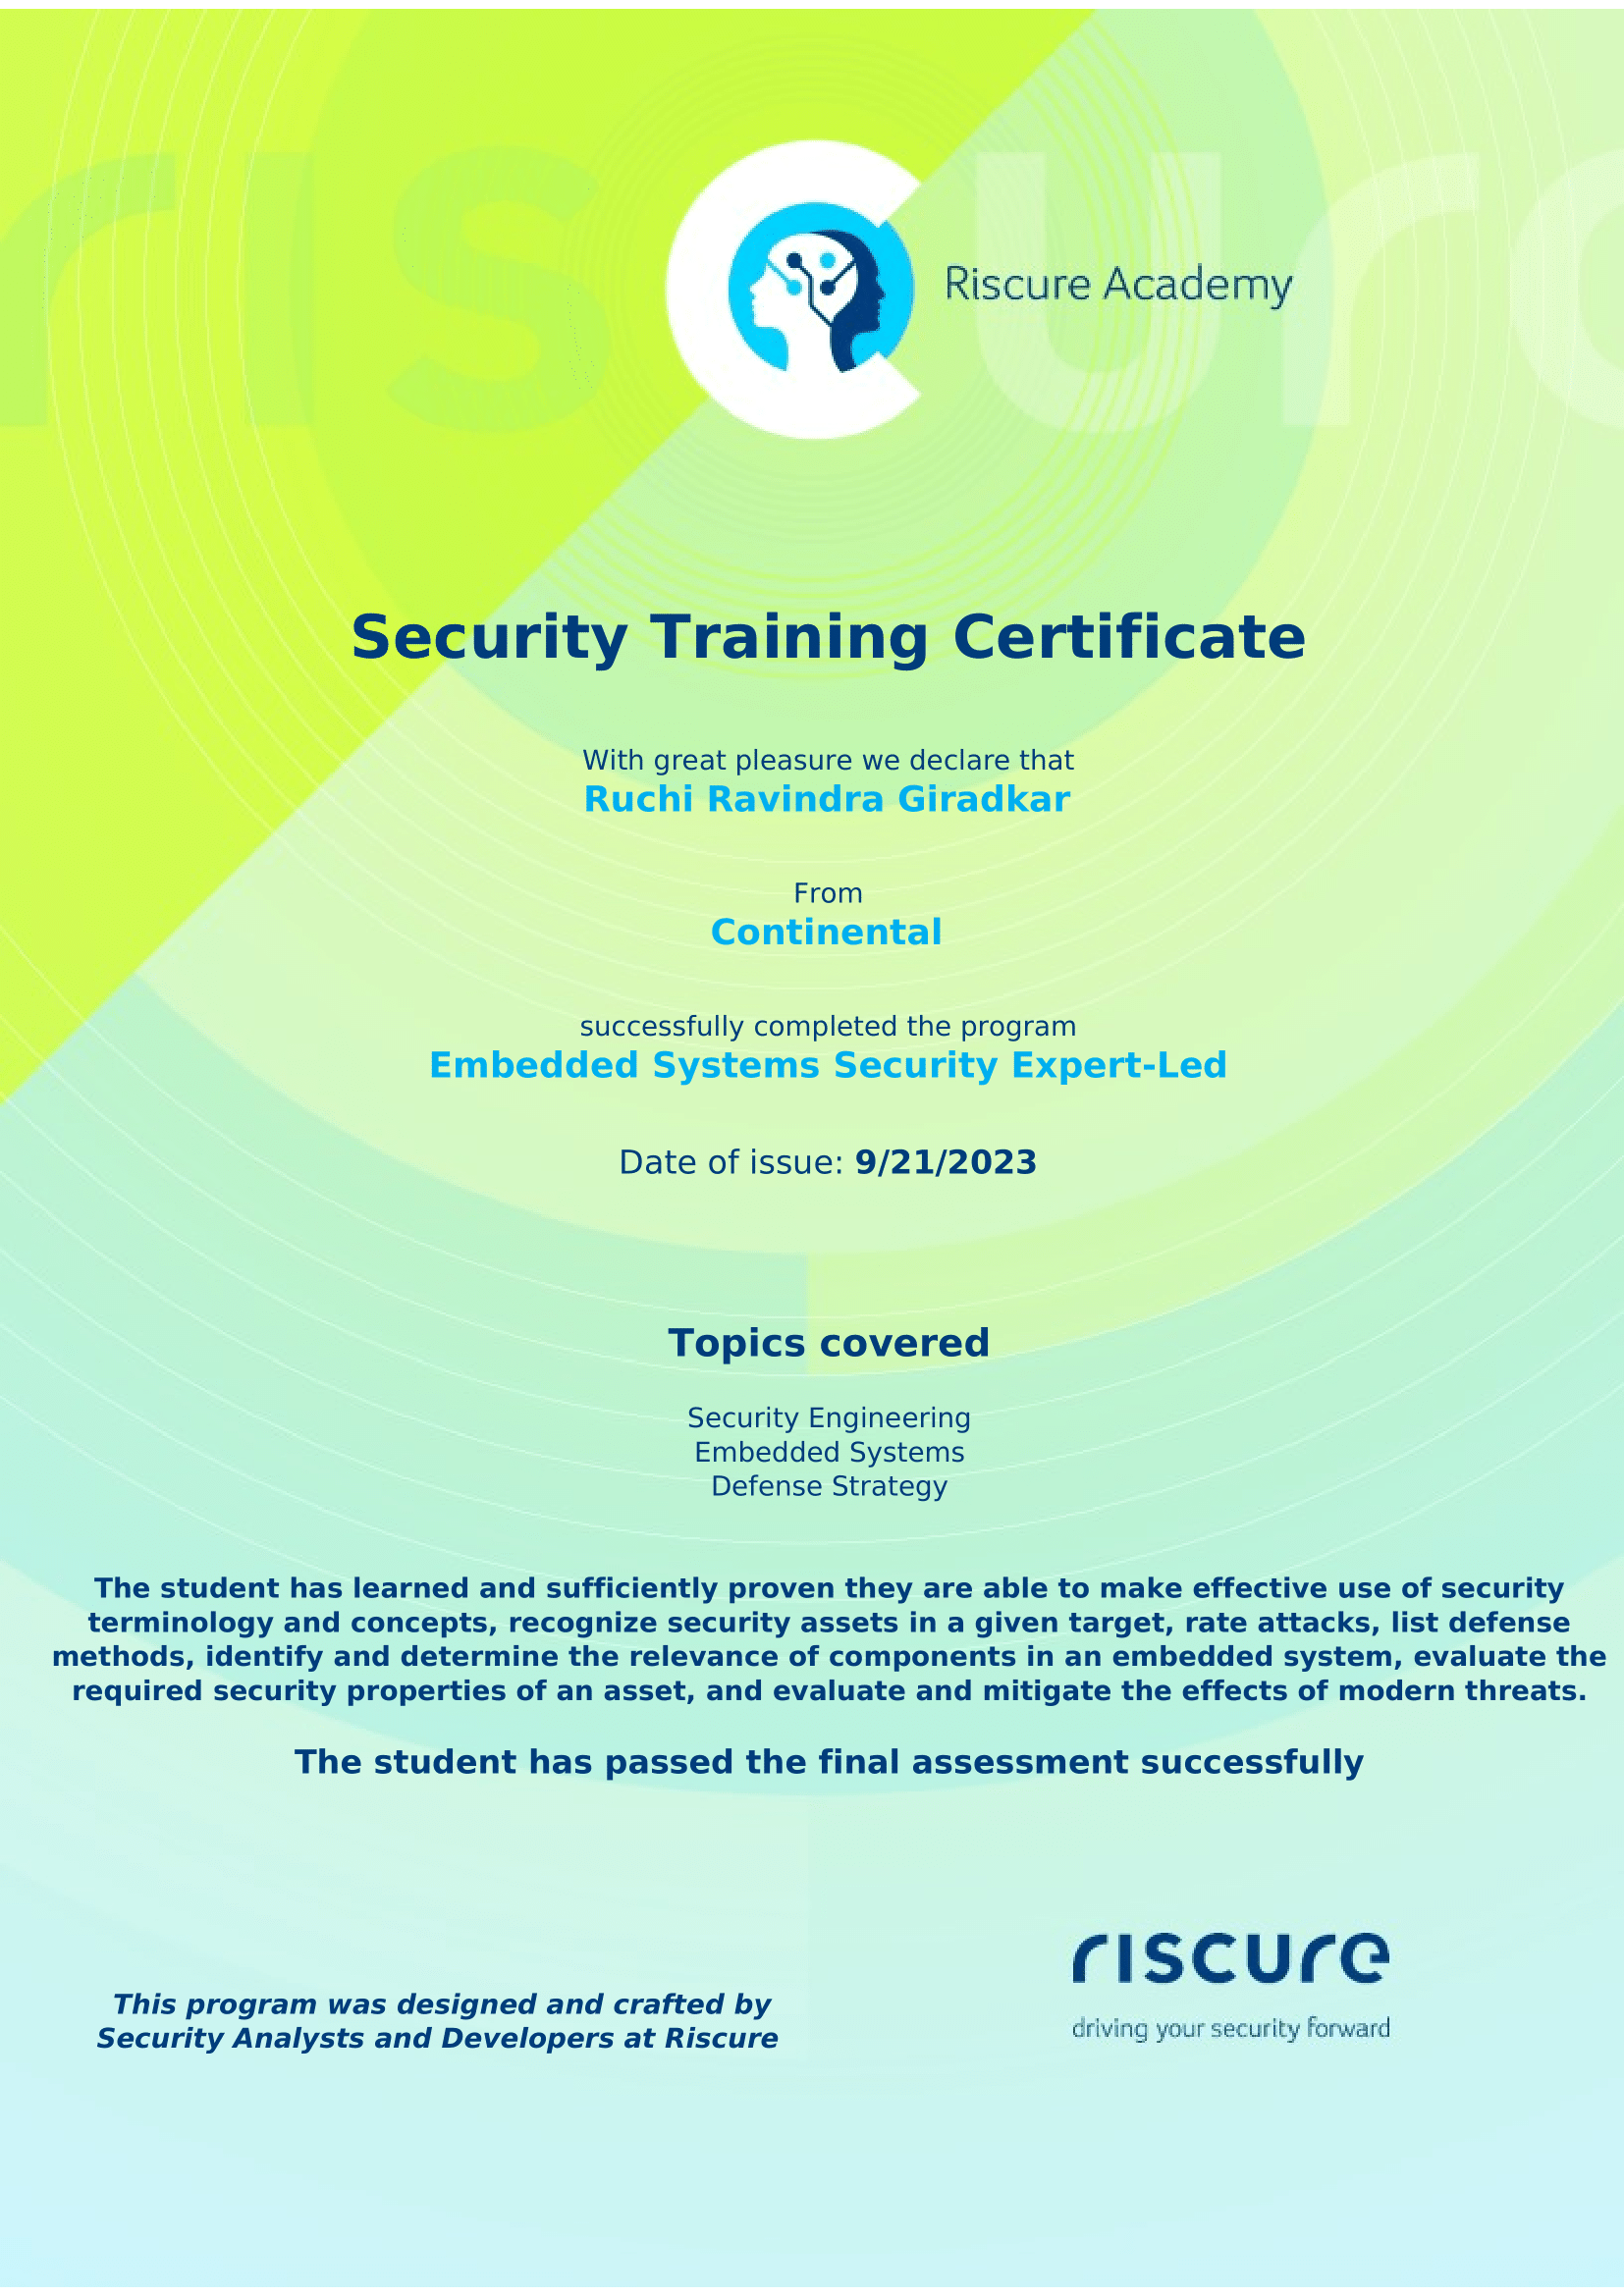 riscure
Riscure Academy
Security Training Certificate
With great pleasure we declare that
Ruchi Ravindra Giradkar
From
Continental
successfully completed the program
Embedded Systems Security Expert-Led
Date of issue: 9/21/2023
Topics covered
Security Engineering
Embedded Systems
Defense Strategy
The student has learned and sufficiently proven they are able to make effective use of security
terminology and concepts, recognize security assets in a given target, rate attacks, list defense
methods, identify and determine the relevance of components in an embedded system, evaluate the
required security properties of an asset, and evaluate and mitigate the effects of modern threats.
The student has passed the final assessment successfully
This program was designed and crafted by
Security Analysts and Developers at Riscure
riscure
driving your security forward